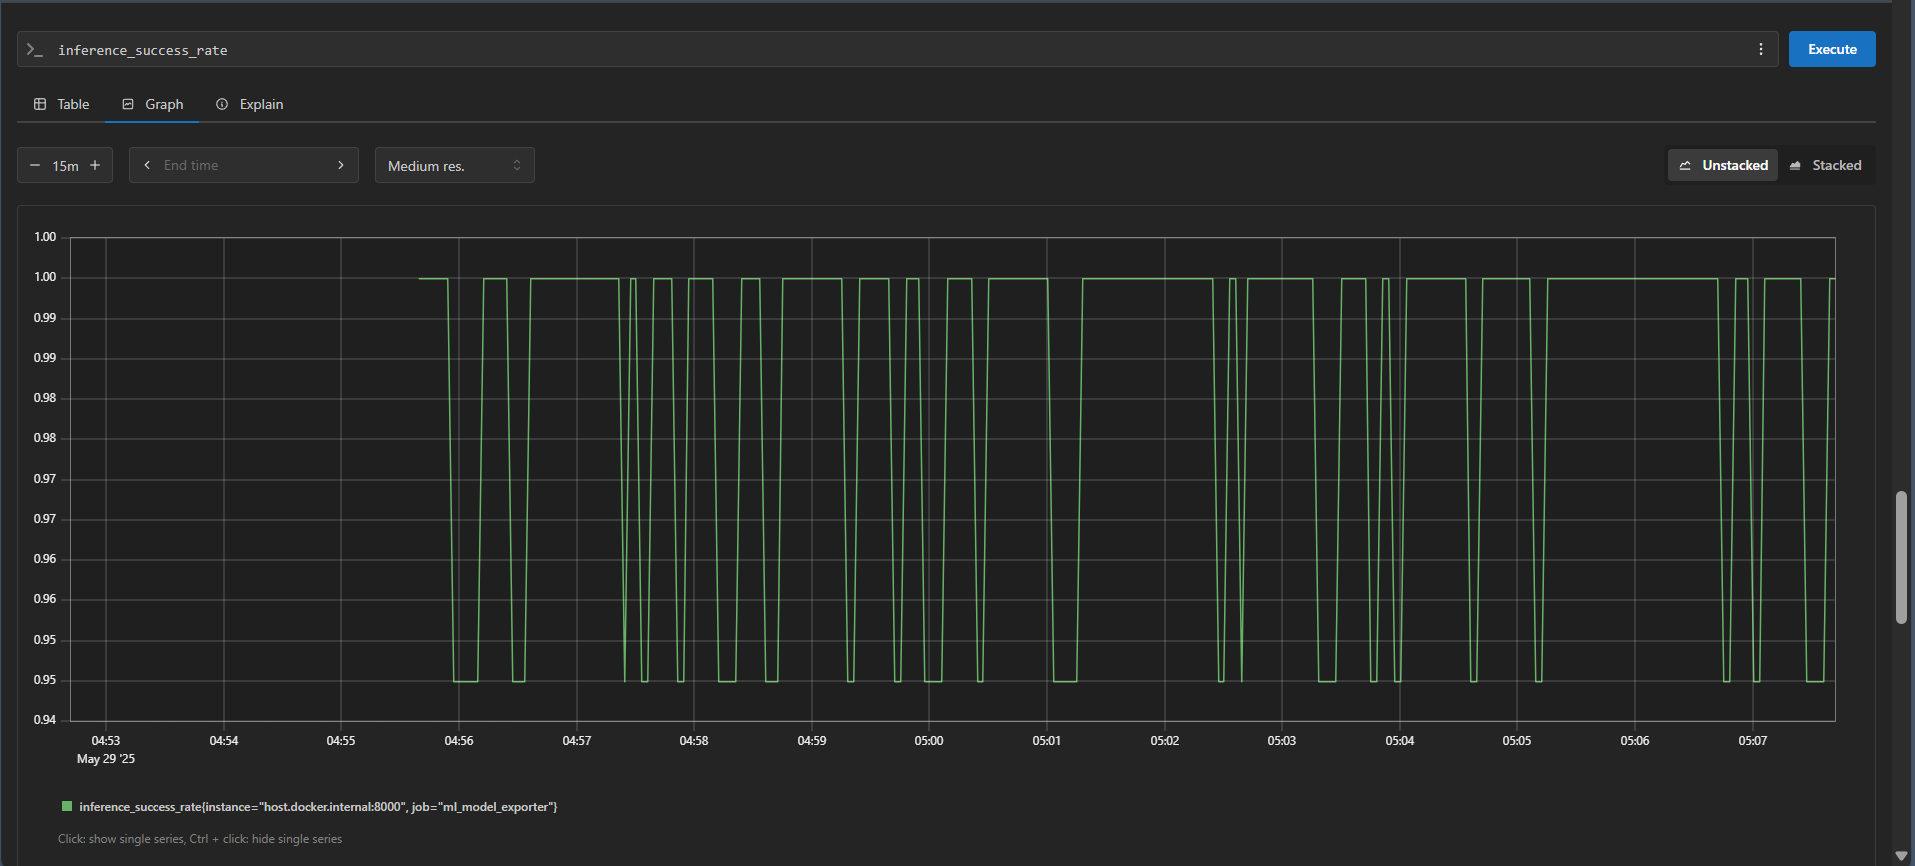 inference_success_rate
Execute
Table Graph Explain
15m End time Medium res. Unstacked Stacked
1.00
1.00
0.99
0.99
0.98
0.98
0.97
0.97
0.96
0.96
0.95
0.95
0.94
04:53 04:54 04:55 04:56 04:57 04:58 04:59 05:00 05:01 05:02 05:03 05:04 05:05 05:06 05:07
May 29 '25
inference_success_rate{instance="host.docker.internal:8000", job="ml_model_exporter"}
Click: show single series, Ctrl + click: hide single series